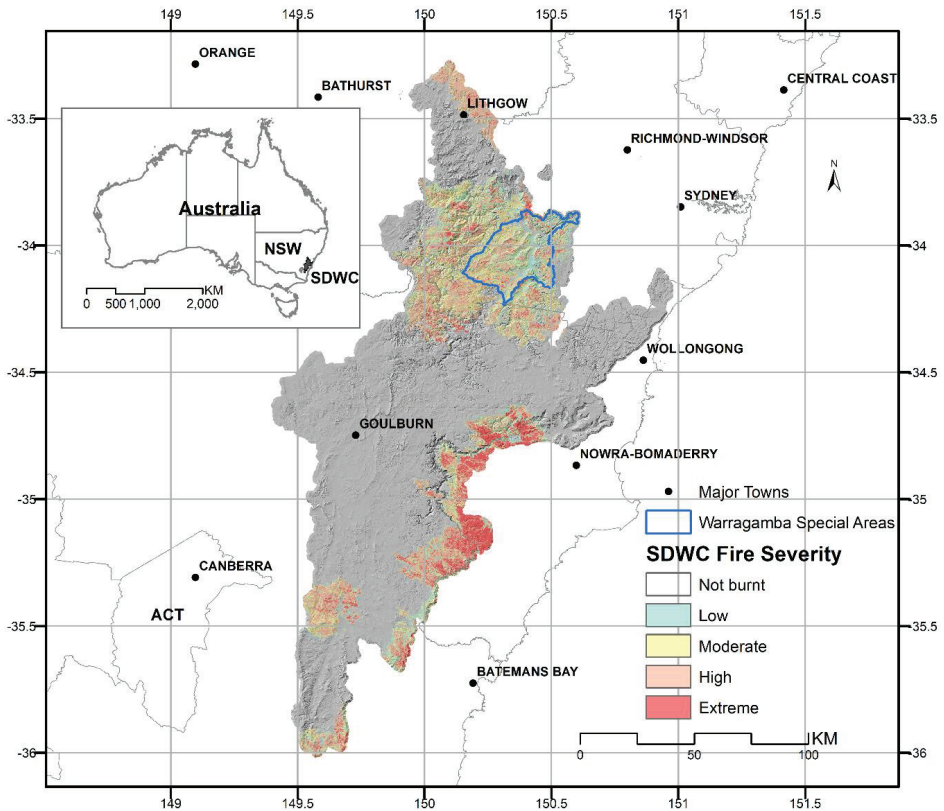 149
149.5
150
150.5
151
151.5
ORANGE
BATHURST
CENTRAL COAST
LITHGOW
-33.5
-33.5
RICHMOND-WINDSOR
N
Australia
SYDNEY
NSW
-34
-34
SDWC
KM
0 500 1,000 2,000
WOLLONGONG
-34.5
-34.5
GOULBURN
NOWRA-BOMADERRY
-35
-35
Major Towns
Warragamba Special Areas
SDWC Fire Severity
CANBERRA
Not burnt
ACT
Low
-35.5
-35.5
Moderate
High
BATEMANS BAY
Extreme
-36
-36
KM
0 50 100
149
149.5
150
150.5
151
151.5